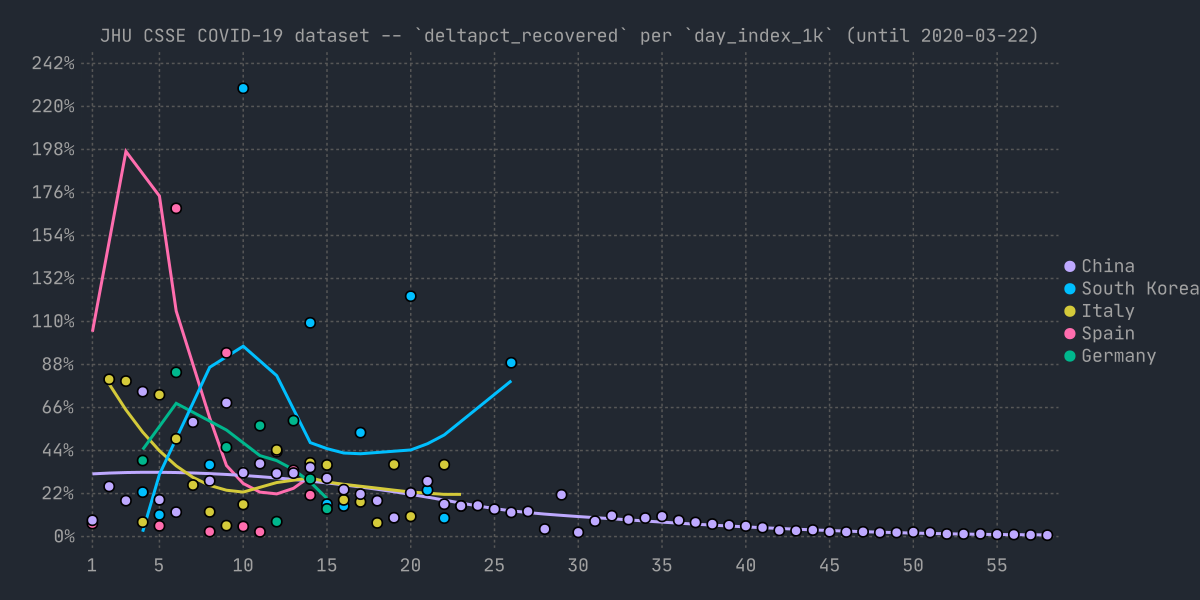 JHU CSSE COVID-19 dataset -- `deltapct_recovered` per `day_index_1k` (until 2020-03-22)
242%
220%
198%
176%
154%
132%
110%
88%
66%
44%
22%
0%
1 5 10 15 20 25 30 35 40 45 50 55
China
South Korea
Italy
Spain
Germany